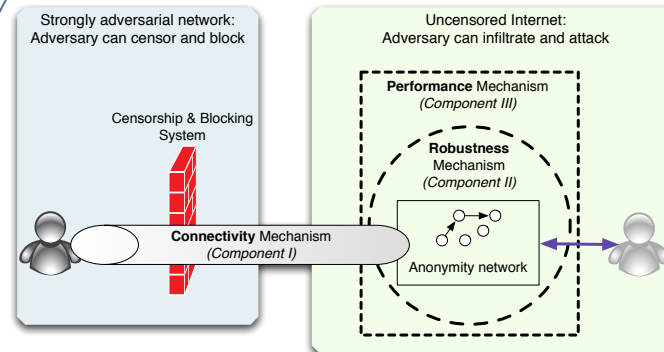 Strongly adversarial network:
Adversary can censor and block
Censorship & Blocking
System
Connectivity Mechanism
(Component I)
Uncensored Internet:
Adversary can infiltrate and attack
Performance Mechanism
(Component III)
Robustness
Mechanism
(Component II)
Anonymity network